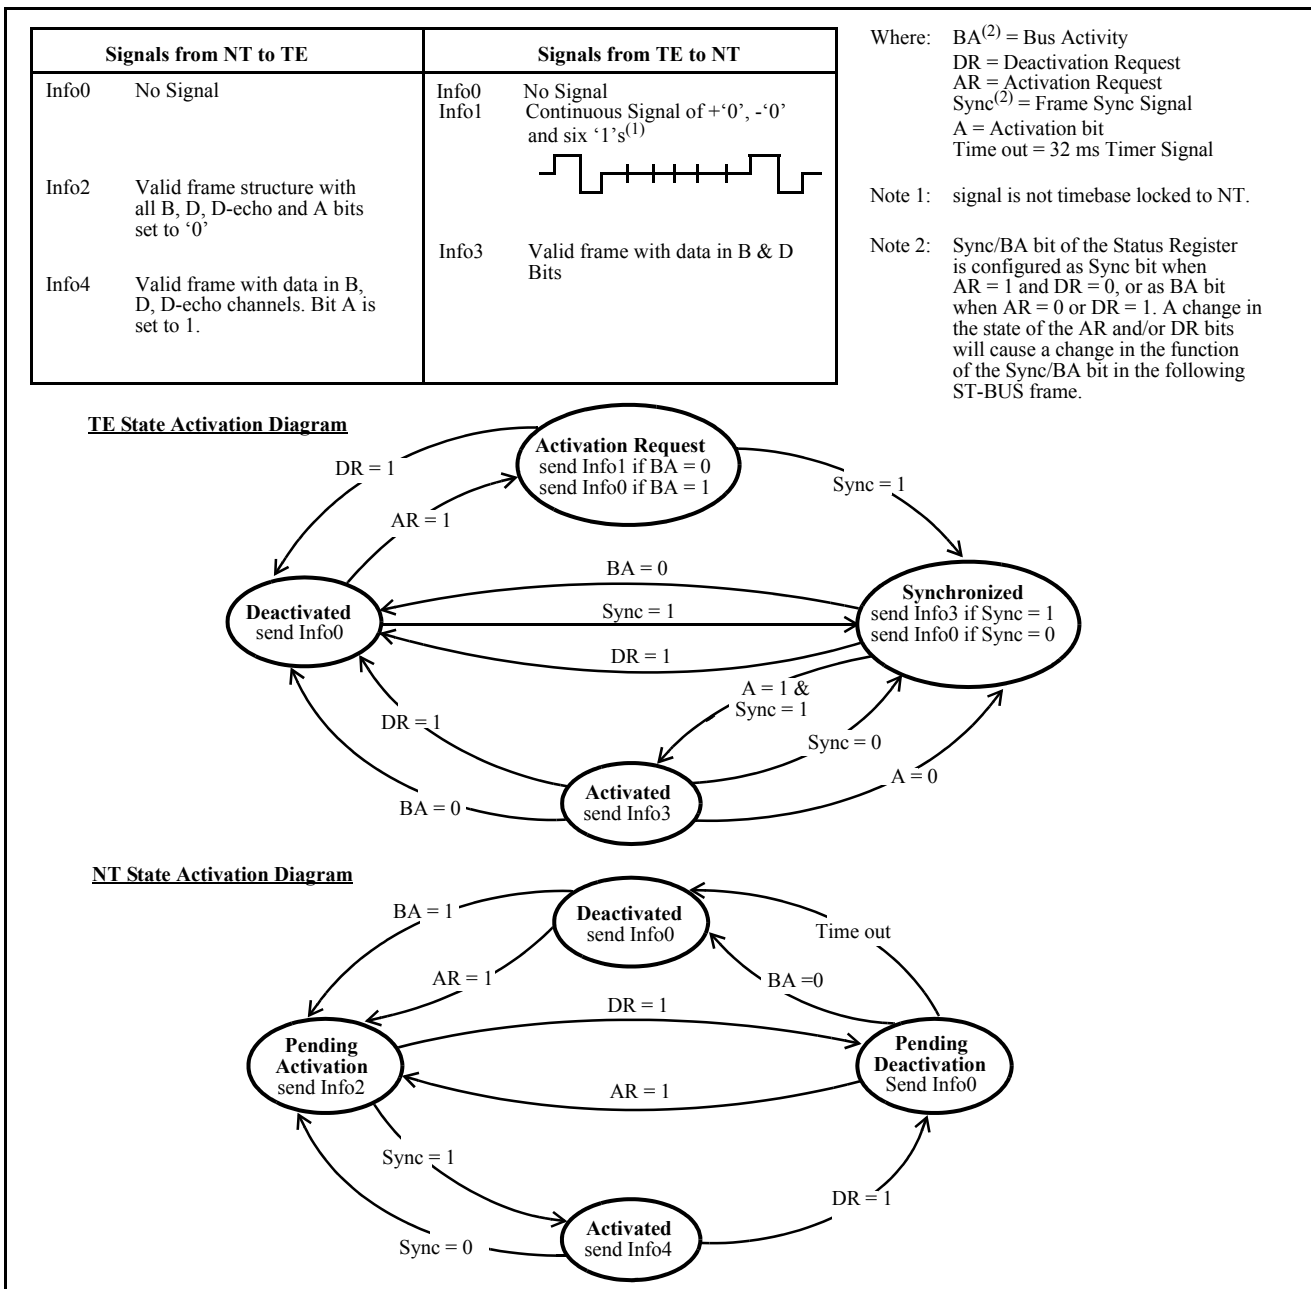 Signals from NT to TE
Signals from TE to NT
Info0 No Signal
Info2 Valid frame structure with
all B, D, D-echo and A bits
set to ‘0’
Info4 Valid frame with data in B,
D, D-echo channels. Bit A is
set to 1.
Info0 No Signal
Info1 Continuous Signal of +‘0’, -‘0’
and six ‘1’s(1)
Info3 Valid frame with data in B & D
Bits
Where: BA(2) = Bus Activity
DR = Deactivation Request
AR = Activation Request
Sync(2) = Frame Sync Signal
A = Activation bit
Time out = 32 ms Timer Signal
Note 1: signal is not timebase locked to NT.
Note 2: Sync/BA bit of the Status Register
is configured as Sync bit when
AR = 1 and DR = 0, or as BA bit
when AR = 0 or DR = 1. A change in
the state of the AR and/or DR bits
will cause a change in the function
of the Sync/BA bit in the following
ST-BUS frame.
TE State Activation Diagram
Activation Request
send Info1 if BA = 0
send Info0 if BA = 1
DR = 1
AR = 1
Sync = 1
BA = 0
Deactivated
send Info0
Sync = 1
Synchronized
send Info3 if Sync = 1
send Info0 if Sync = 0
DR = 1
A = 1 &
Sync = 1
DR = 1
Sync = 0
A = 0
BA = 0
Activated
send Info3
NT State Activation Diagram
BA = 1
Deactivated
send Info0
Time out
AR = 1
BA =0
DR = 1
Pending
Activation
send Info2
Pending
Deactivation
Send Info0
AR = 1
Sync = 1
DR = 1
Sync = 0
Activated
send Info4